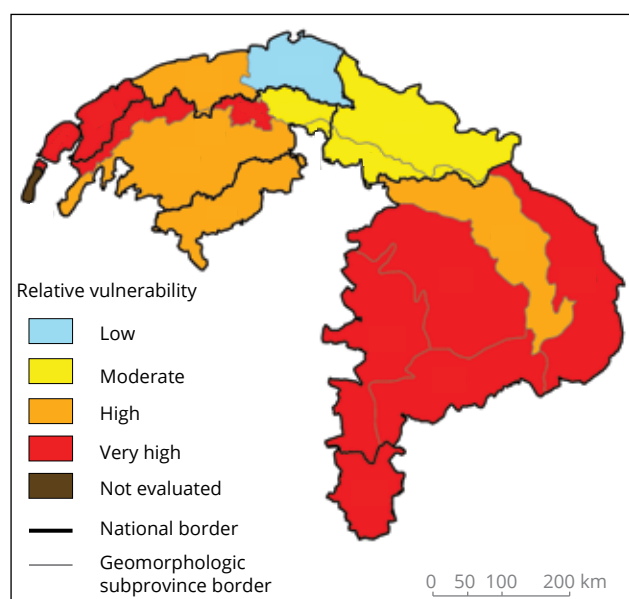 Relative vulnerability
Low
Moderate
High
Very high
Not evaluated
National border
Geomorphologic
subprovince border
0 50 100 200 km